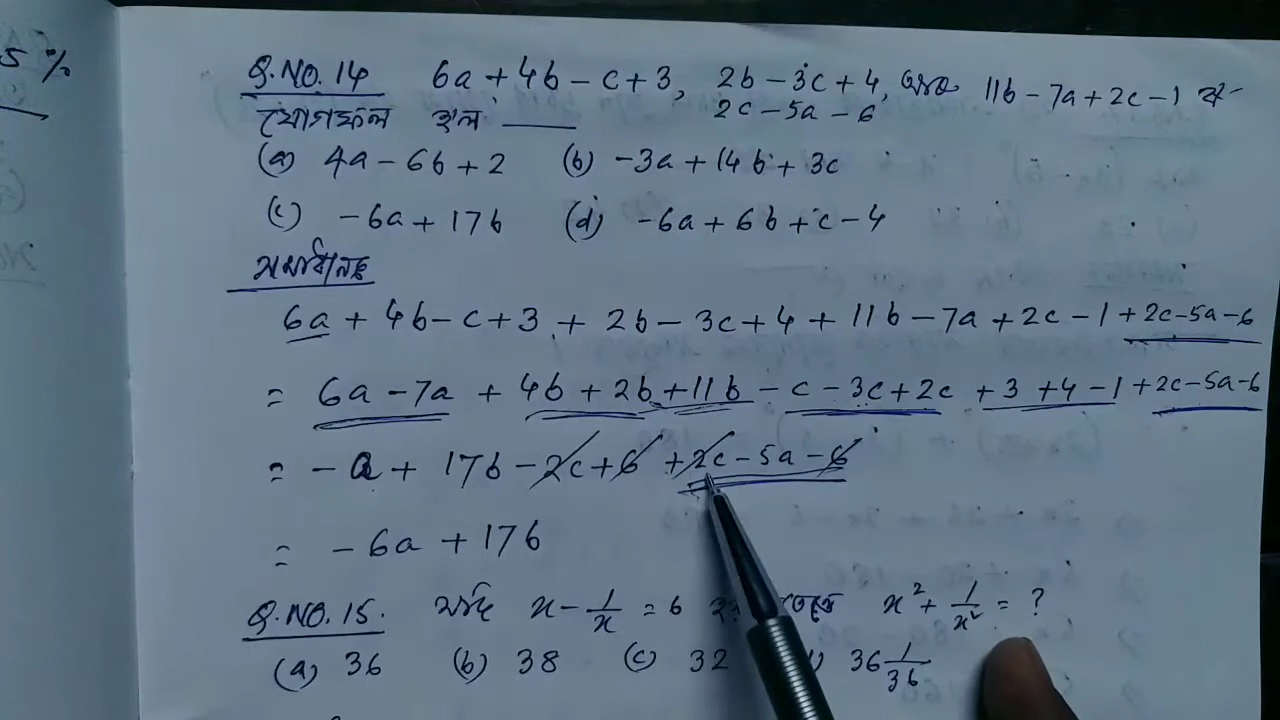 5 %
Q.NO.14 6a + 4b - c + 3, 2b - 3c + 4, এবং 11b - 7a + 2c - 1 এর
2c - 5a - 6
যোগফল হল ____
(a) 4a - 6b + 2 (b) -3a + 14b + 3c
(c) -6a + 17b (d) -6a + 6b + c - 4
সমাধানঃ
6a + 4b - c + 3 + 2b - 3c + 4 + 11b - 7a + 2c - 1 + 2c - 5a - 6
= 6a - 7a + 4b + 2b + 11b - c - 3c + 2c + 3 + 4 - 1 + 2c - 5a - 6
= - a + 17b - 2c + 6 + 2c - 5a - 6
= - 6a + 17b
Q.NO.15. যদি x - 1/x = 6 x² + 1/x² = ?
(a) 36 (b) 38 (c) 32 36 1/36